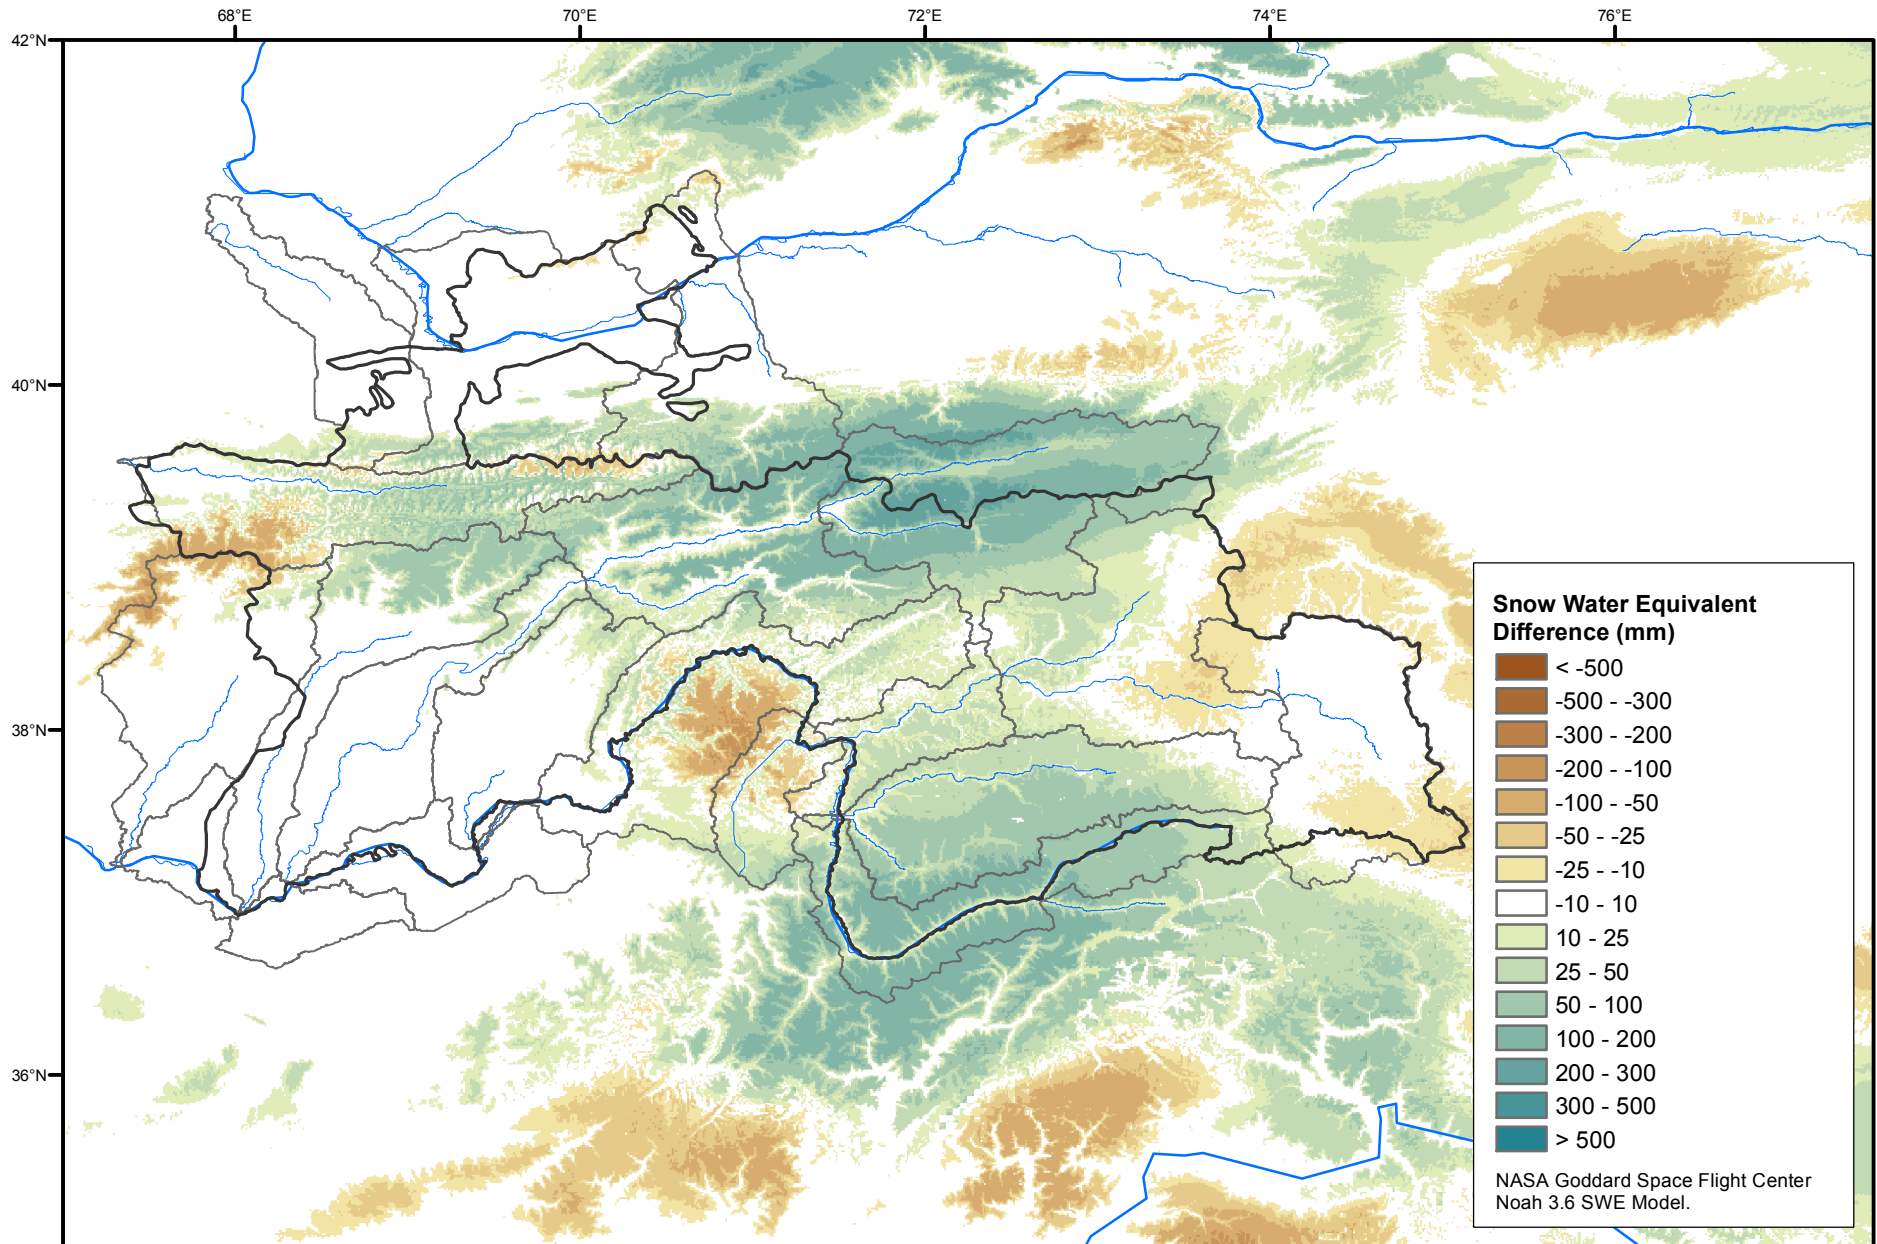 68°E 70°E 72°E 74°E 76°E
42°N
40°N
38°N
36°N
Snow Water Equivalent
Difference (mm)
< -500
-500 - -300
-300 - -200
-200 - -100
-100 - -50
-50 - -25
-25 - -10
-10 - 10
10 - 25
25 - 50
50 - 100
100 - 200
200 - 300
300 - 500
> 500
NASA Goddard Space Flight Center
Noah 3.6 SWE Model.